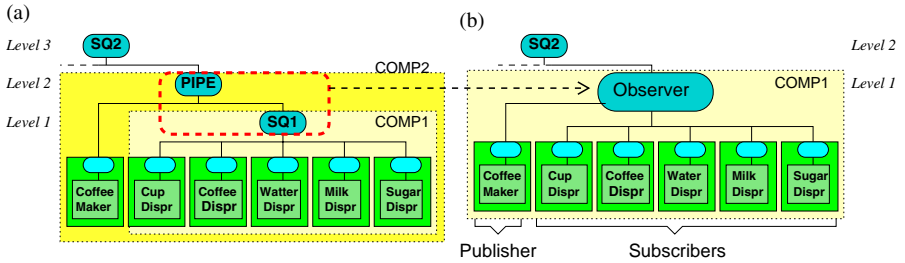 (a)
Level 3
SQ2
COMP2
Level 2
PIPE
Level 1
SQ1
COMP1
Coffee Maker
Cup Dispr
Coffee Dispr
Watter Dispr
Milk Dispr
Sugar Dispr
(b)
SQ2
Level 2
COMP1
Level 1
Observer
Coffee Maker
Cup Dispr
Coffee Dispr
Water Dispr
Milk Dispr
Sugar Dispr
Publisher
Subscribers